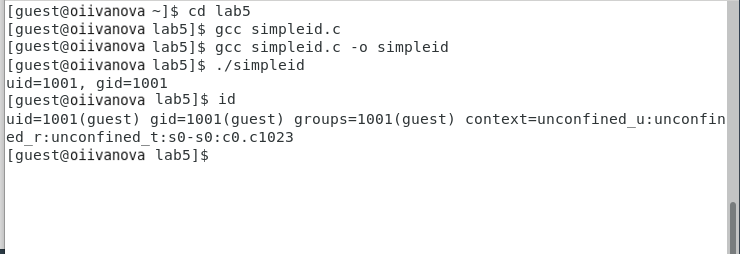 [guest@oiivanova ~]$ cd lab5
[guest@oiivanova lab5]$ gcc simpleid.c
[guest@oiivanova lab5]$ gcc simpleid.c -o simpleid
[guest@oiivanova lab5]$ ./simpleid
uid=1001, gid=1001
[guest@oiivanova lab5]$ id
uid=1001(guest) gid=1001(guest) groups=1001(guest) context=unconfined_u:unconfin
ed_r:unconfined_t:s0-s0:c0.c1023
[guest@oiivanova lab5]$